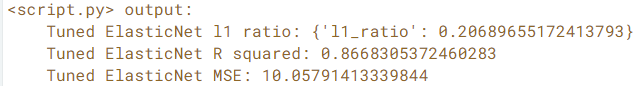 <script.py> output:
Tuned ElasticNet l1 ratio: {'l1_ratio': 0.20689655172413793}
Tuned ElasticNet R squared: 0.8668305372460283
Tuned ElasticNet MSE: 10.05791413339844